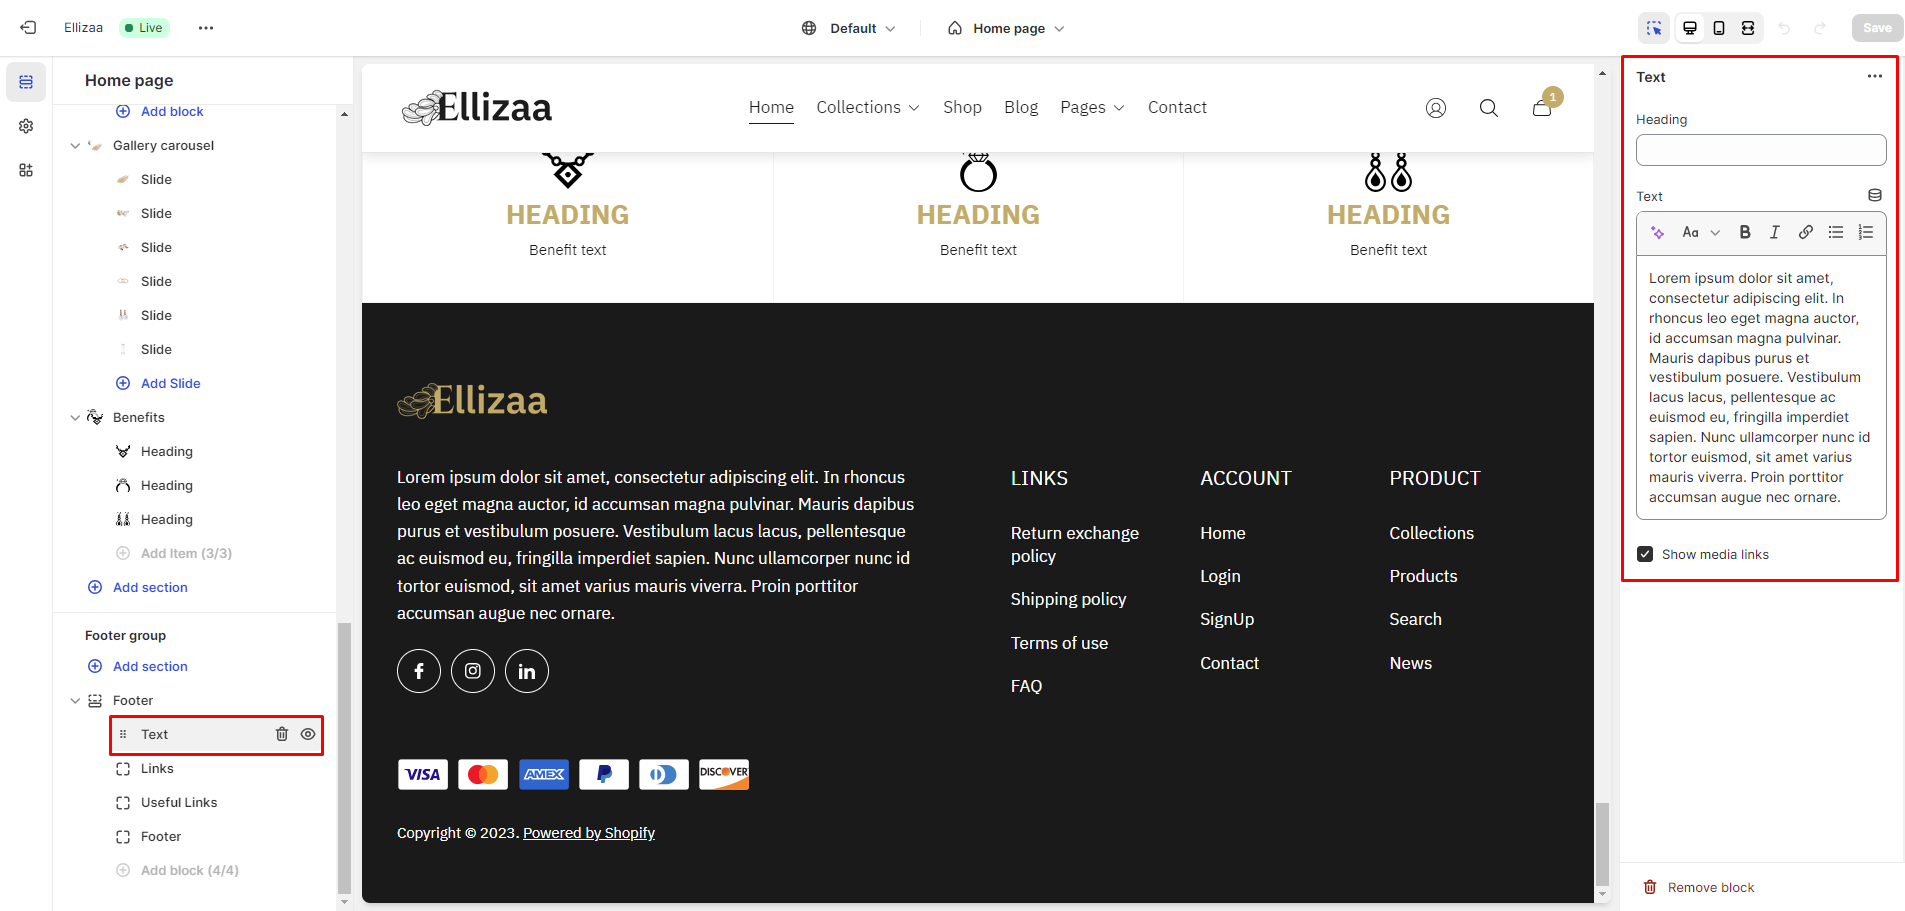 Ellizaa
Live
Default
Home page
Save
Home page
Add block
Gallery carousel
Slide
Slide
Slide
Slide
Slide
Slide
Add Slide
Benefits
Heading
Heading
Heading
Add Item (3/3)
Add section
Footer group
Add section
Footer
Text
Links
Useful Links
Footer
Add block (4/4)
Ellizaa
Home
Collections
Shop
Blog
Pages
Contact
1
HEADING
Benefit text
HEADING
Benefit text
HEADING
Benefit text
Ellizaa
Lorem ipsum dolor sit amet, consectetur adipiscing elit. In rhoncus
leo eget magna auctor, id accumsan magna pulvinar. Mauris dapibus
purus et vestibulum posuere. Vestibulum lacus lacus, pellentesque
ac euismod eu, fringilla imperdiet sapien. Nunc ullamcorper nunc id
tortor euismod, sit amet varius mauris viverra. Proin porttitor
accumsan augue nec ornare.
LINKS
Return exchange
policy
Shipping policy
Terms of use
FAQ
ACCOUNT
Home
Login
SignUp
Contact
PRODUCT
Collections
Products
Search
News
VISA
AMEX
DISCOVER
Copyright © 2023. Powered by Shopify
Text
Heading
Text
Aa
B
I
Lorem ipsum dolor sit amet,
consectetur adipiscing elit. In
rhoncus leo eget magna auctor,
id accumsan magna pulvinar.
Mauris dapibus purus et
vestibulum posuere. Vestibulum
lacus lacus, pellentesque ac
euismod eu, fringilla imperdiet
sapien. Nunc ullamcorper nunc id
tortor euismod, sit amet varius
mauris viverra. Proin porttitor
accumsan augue nec ornare.
Show media links
Remove block